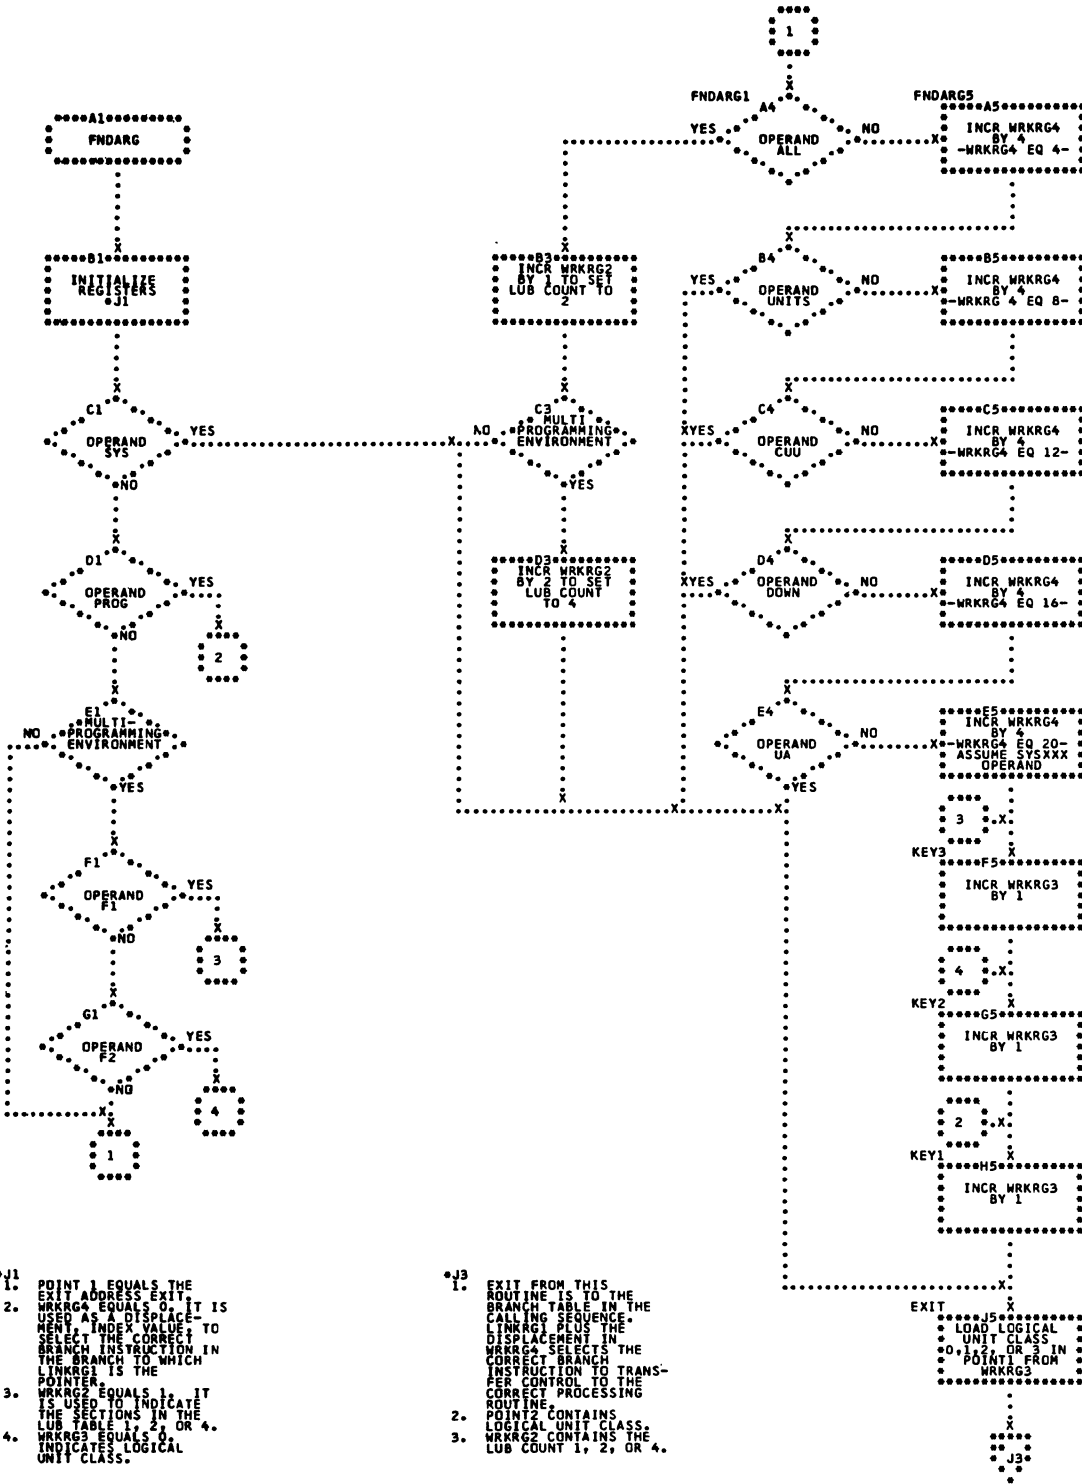 1
FNDARG1
A4
YES
OPERAND
ALL
NO
FNDARG5
A5
INCR WRKRG4
BY 4
-WRKRG4 EQ 4-
A1
FNDARG
B1
INITIALIZE
REGISTERS
*J1
B3
INCR WRKRG2
BY 1 TO SET
LUB COUNT TO
2
B4
YES
OPERAND
UNITS
NO
B5
INCR WRKRG4
BY 4
-WRKRG 4 EQ 8-
C1
OPERAND
SYS
YES
NO
C3
MULTI
PROGRAMMING
ENVIRONMENT
NO
YES
C4
YES
OPERAND
CUU
NO
C5
INCR WRKRG4
BY 4
-WRKRG4 EQ 12-
D1
OPERAND
PROG
YES
NO
2
D3
INCR WRKRG2
BY 2 TO SET
LUB COUNT
TO 4
D4
YES
OPERAND
DOWN
NO
D5
INCR WRKRG4
BY 4
-WRKRG4 EQ 16-
E1
MULTI-
PROGRAMMING
ENVIRONMENT
NO
YES
E4
OPERAND
UA
NO
YES
E5
INCR WRKRG4
BY 4
-WRKRG4 EQ 20-
ASSUME SYSXXX
OPERAND
3
F1
OPERAND
F1
YES
NO
3
KEY3
F5
INCR WRKRG3
BY 1
4
G1
OPERAND
F2
YES
NO
4
KEY2
G5
INCR WRKRG3
BY 1
2
1
KEY1
H5
INCR WRKRG3
BY 1
*J1
1. POINT 1 EQUALS THE
EXIT ADDRESS EXIT.
2. WRKRG4 EQUALS 0. IT IS
USED AS A DISPLACE-
MENT, INDEX VALUE, TO
SELECT THE CORRECT
BRANCH INSTRUCTION IN
THE BRANCH TO WHICH
LINKRG1 IS THE
POINTER.
3. WRKRG2 EQUALS 1. IT
IS USED TO INDICATE
THE SECTIONS IN THE
LUB TABLE 1, 2, OR 4.
4. WRKRG3 EQUALS 0.
INDICATES LOGICAL
UNIT CLASS.
*J3
1. EXIT FROM THIS
ROUTINE IS TO THE
BRANCH TABLE IN THE
CALLING SEQUENCE.
LINKRG1 PLUS THE
DISPLACEMENT IN
WRKRG4 SELECTS THE
CORRECT BRANCH
INSTRUCTION TO TRANS-
FER CONTROL TO THE
CORRECT PROCESSING
ROUTINE.
2. POINT2 CONTAINS
LOGICAL UNIT CLASS.
3. WRKRG2 CONTAINS THE
LUB COUNT 1, 2, OR 4.
EXIT
J5
LOAD LOGICAL
UNIT CLASS
0,1,2, OR 3 IN
POINT1 FROM
WRKRG3
J3